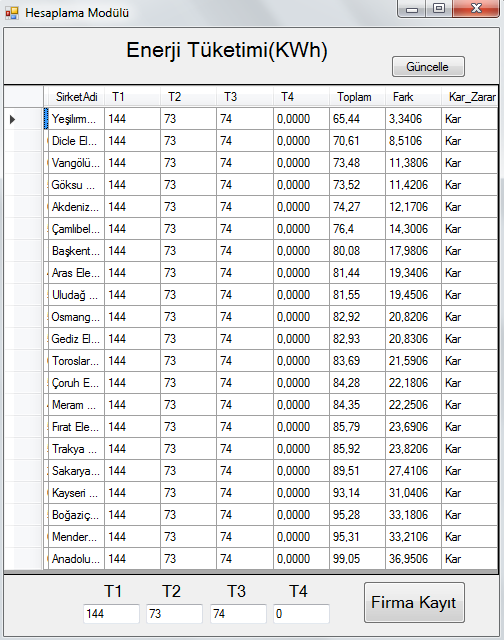 Hesaplama Modülü
Enerji Tüketimi(KWh)
Güncelle
SirketAdi T1 T2 T3 T4 Toplam Fark Kar_Zarar
Yeşilırm... 144 73 74 0,0000 65,44 3,3406 Kar
Dicle El... 144 73 74 0,0000 70,61 8,5106 Kar
Vangölü... 144 73 74 0,0000 73,48 11,3806 Kar
Göksu ... 144 73 74 0,0000 73,52 11,4206 Kar
Akdeniz... 144 73 74 0,0000 74,27 12,1706 Kar
Çamlıbel... 144 73 74 0,0000 76,4 14,3006 Kar
Başkent... 144 73 74 0,0000 80,08 17,9806 Kar
Aras Ele... 144 73 74 0,0000 81,44 19,3406 Kar
Uludağ ... 144 73 74 0,0000 81,55 19,4506 Kar
Osmang... 144 73 74 0,0000 82,92 20,8206 Kar
Gediz El... 144 73 74 0,0000 82,93 20,8306 Kar
Toroslar... 144 73 74 0,0000 83,69 21,5906 Kar
Çoruh E... 144 73 74 0,0000 84,28 22,1806 Kar
Meram ... 144 73 74 0,0000 84,35 22,2506 Kar
Fırat Ele... 144 73 74 0,0000 85,79 23,6906 Kar
Trakya ... 144 73 74 0,0000 85,92 23,8206 Kar
Sakarya... 144 73 74 0,0000 89,51 27,4106 Kar
Kayseri ... 144 73 74 0,0000 93,14 31,0406 Kar
Boğaziç... 144 73 74 0,0000 95,28 33,1806 Kar
Mender... 144 73 74 0,0000 95,31 33,2106 Kar
Anadolu... 144 73 74 0,0000 99,05 36,9506 Kar
T1 T2 T3 T4
144 73 74 0
Firma Kayıt